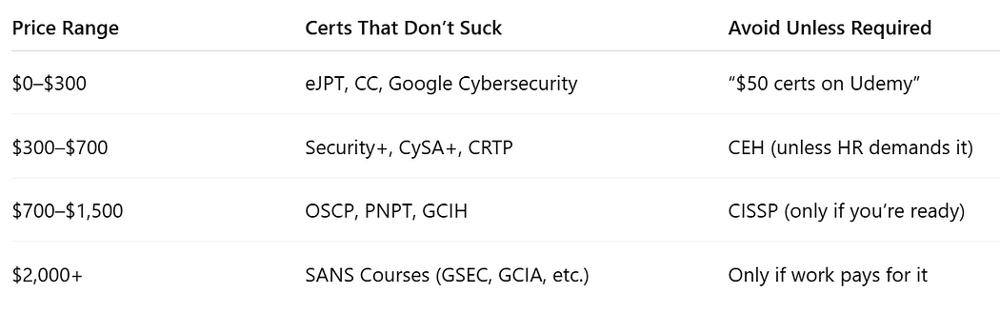 Price Range Certs That Don’t Suck Avoid Unless Required
$0–$300 eJPT, CC, Google Cybersecurity “$50 certs on Udemy”
$300–$700 Security+, CySA+, CRTP CEH (unless HR demands it)
$700–$1,500 OSCP, PNPT, GCIH CISSP (only if you’re ready)
$2,000+ SANS Courses (GSEC, GCIA, etc.) Only if work pays for it